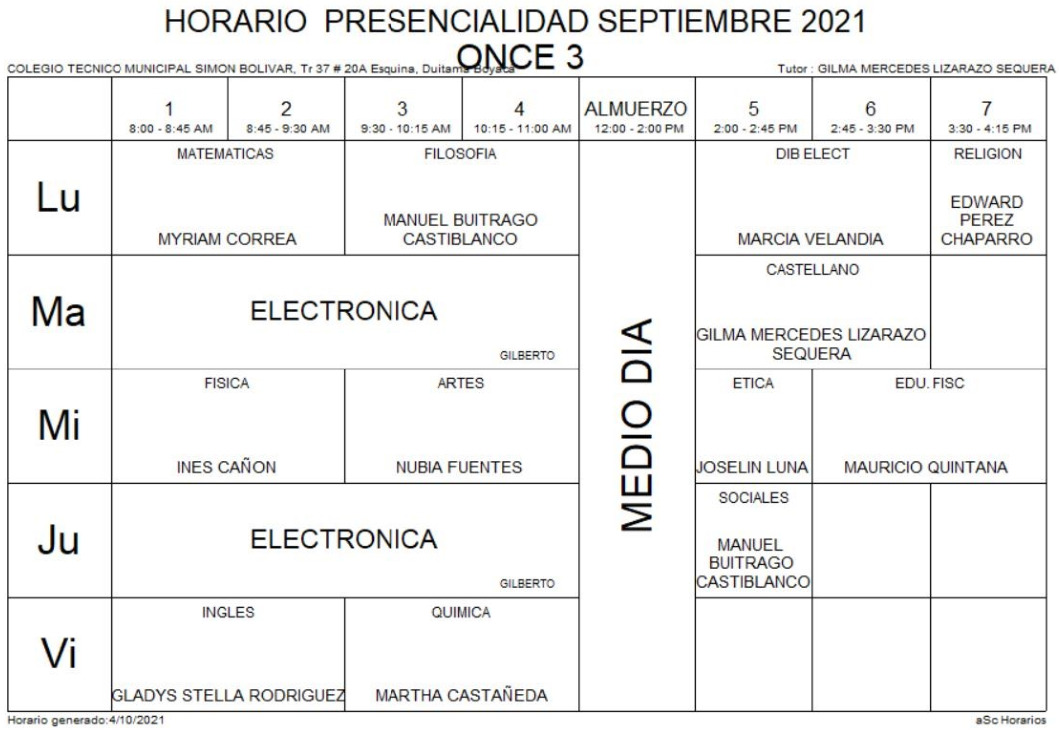 HORARIO PRESENCIALIDAD SEPTIEMBRE 2021
ONCE 3
COLEGIO TECNICO MUNICIPAL SIMON BOLIVAR, Tr 37 # 20A Esquina, Duitama Boyaca
Tutor : GILMA MERCEDES LIZARAZO SEQUERA
1
8:00 - 8:45 AM
2
8:45 - 9:30 AM
3
9:30 - 10:15 AM
4
10:15 - 11:00 AM
ALMUERZO
12:00 - 2:00 PM
5
2:00 - 2:45 PM
6
2:45 - 3:30 PM
7
3:30 - 4:15 PM
Lu
MATEMATICAS
MYRIAM CORREA
FILOSOFIA
MANUEL BUITRAGO
CASTIBLANCO
MEDIO DIA
DIB ELECT
MARCIA VELANDIA
RELIGION
EDWARD
PEREZ
CHAPARRO
Ma
ELECTRONICA
GILBERTO
CASTELLANO
GILMA MERCEDES LIZARAZO
SEQUERA
Mi
FISICA
INES CAÑON
ARTES
NUBIA FUENTES
ETICA
JOSELIN LUNA
EDU. FISC
MAURICIO QUINTANA
Ju
ELECTRONICA
GILBERTO
SOCIALES
MANUEL
BUITRAGO
CASTIBLANCO
Vi
INGLES
GLADYS STELLA RODRIGUEZ
QUIMICA
MARTHA CASTAÑEDA
Horario generado:4/10/2021
aSc Horarios